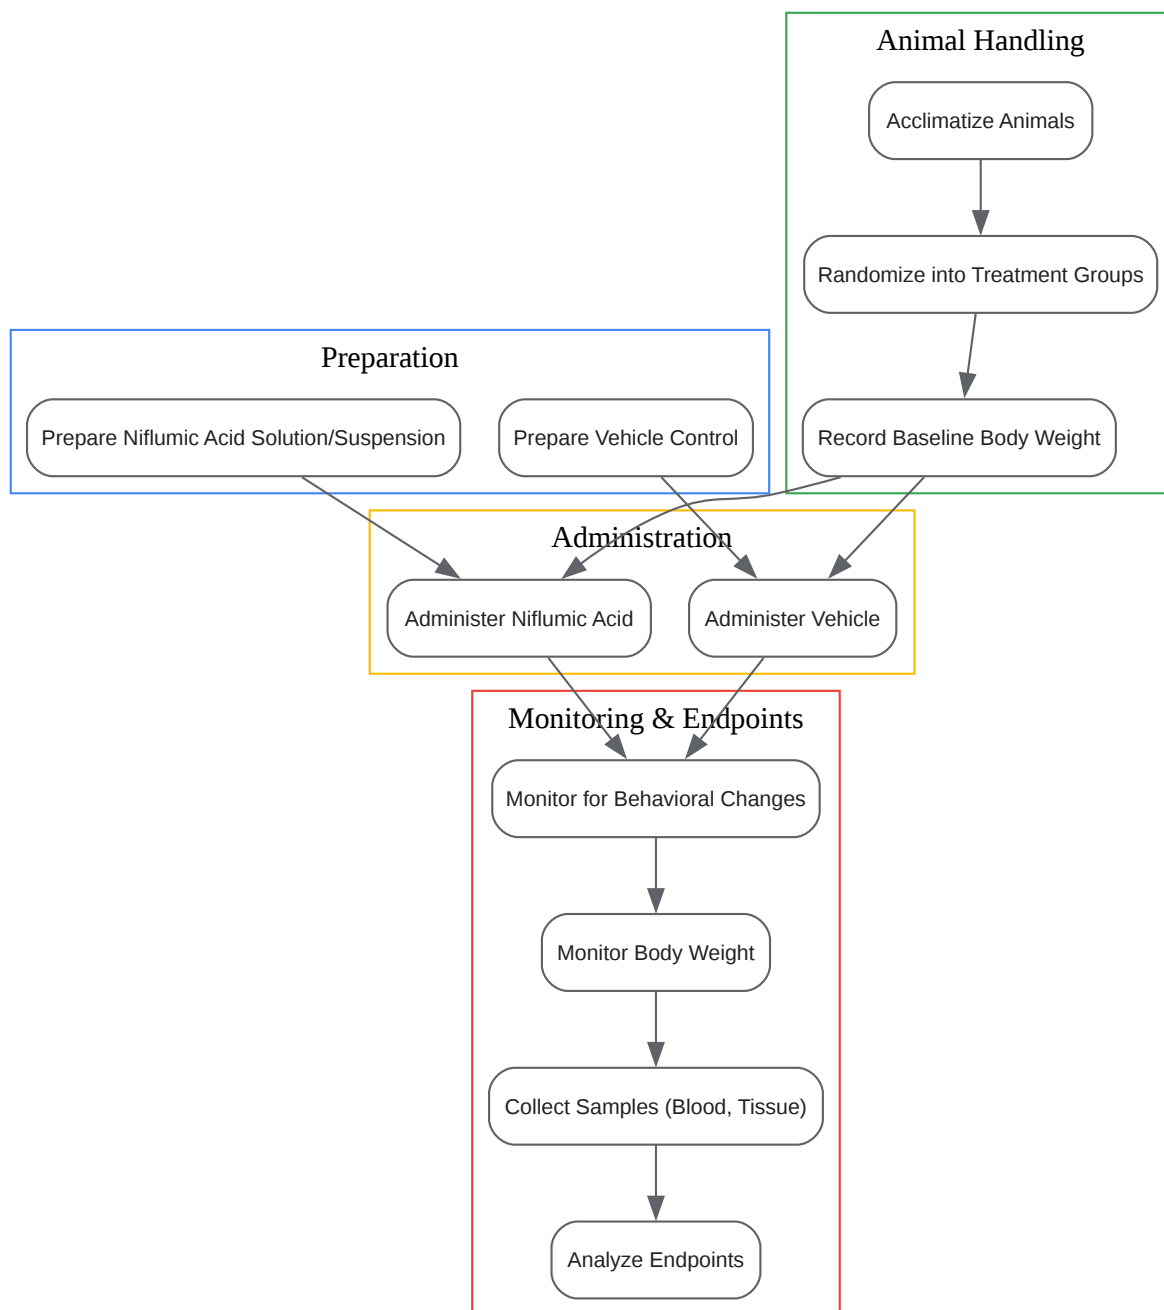 Animal Handling
Acclimatize Animals
Randomize into Treatment Groups
Record Baseline Body Weight
Preparation
Prepare Niflumic Acid Solution/Suspension
Prepare Vehicle Control
Administration
Administer Niflumic Acid
Administer Vehicle
Monitoring & Endpoints
Monitor for Behavioral Changes
Monitor Body Weight
Collect Samples (Blood, Tissue)
Analyze Endpoints